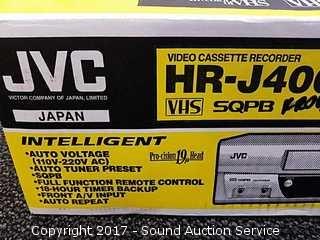 JVC
VICTOR COMPANY OF JAPAN, LIMITED
JAPAN
VIDEO CASSETTE RECORDER
HR-J400
VHS SQPB
INTELLIGENT
•AUTO VOLTAGE
(110V-220V AC)
•AUTO TUNER PRESET
•SQPB
•FULL FUNCTION REMOTE CONTROL
•18-HOUR TIMER BACKUP
•FRONT A/V INPUT
•AUTO REPEAT
Pro-cision 19μ Head
JVC
Copyright 2017 - Sound Auction Service